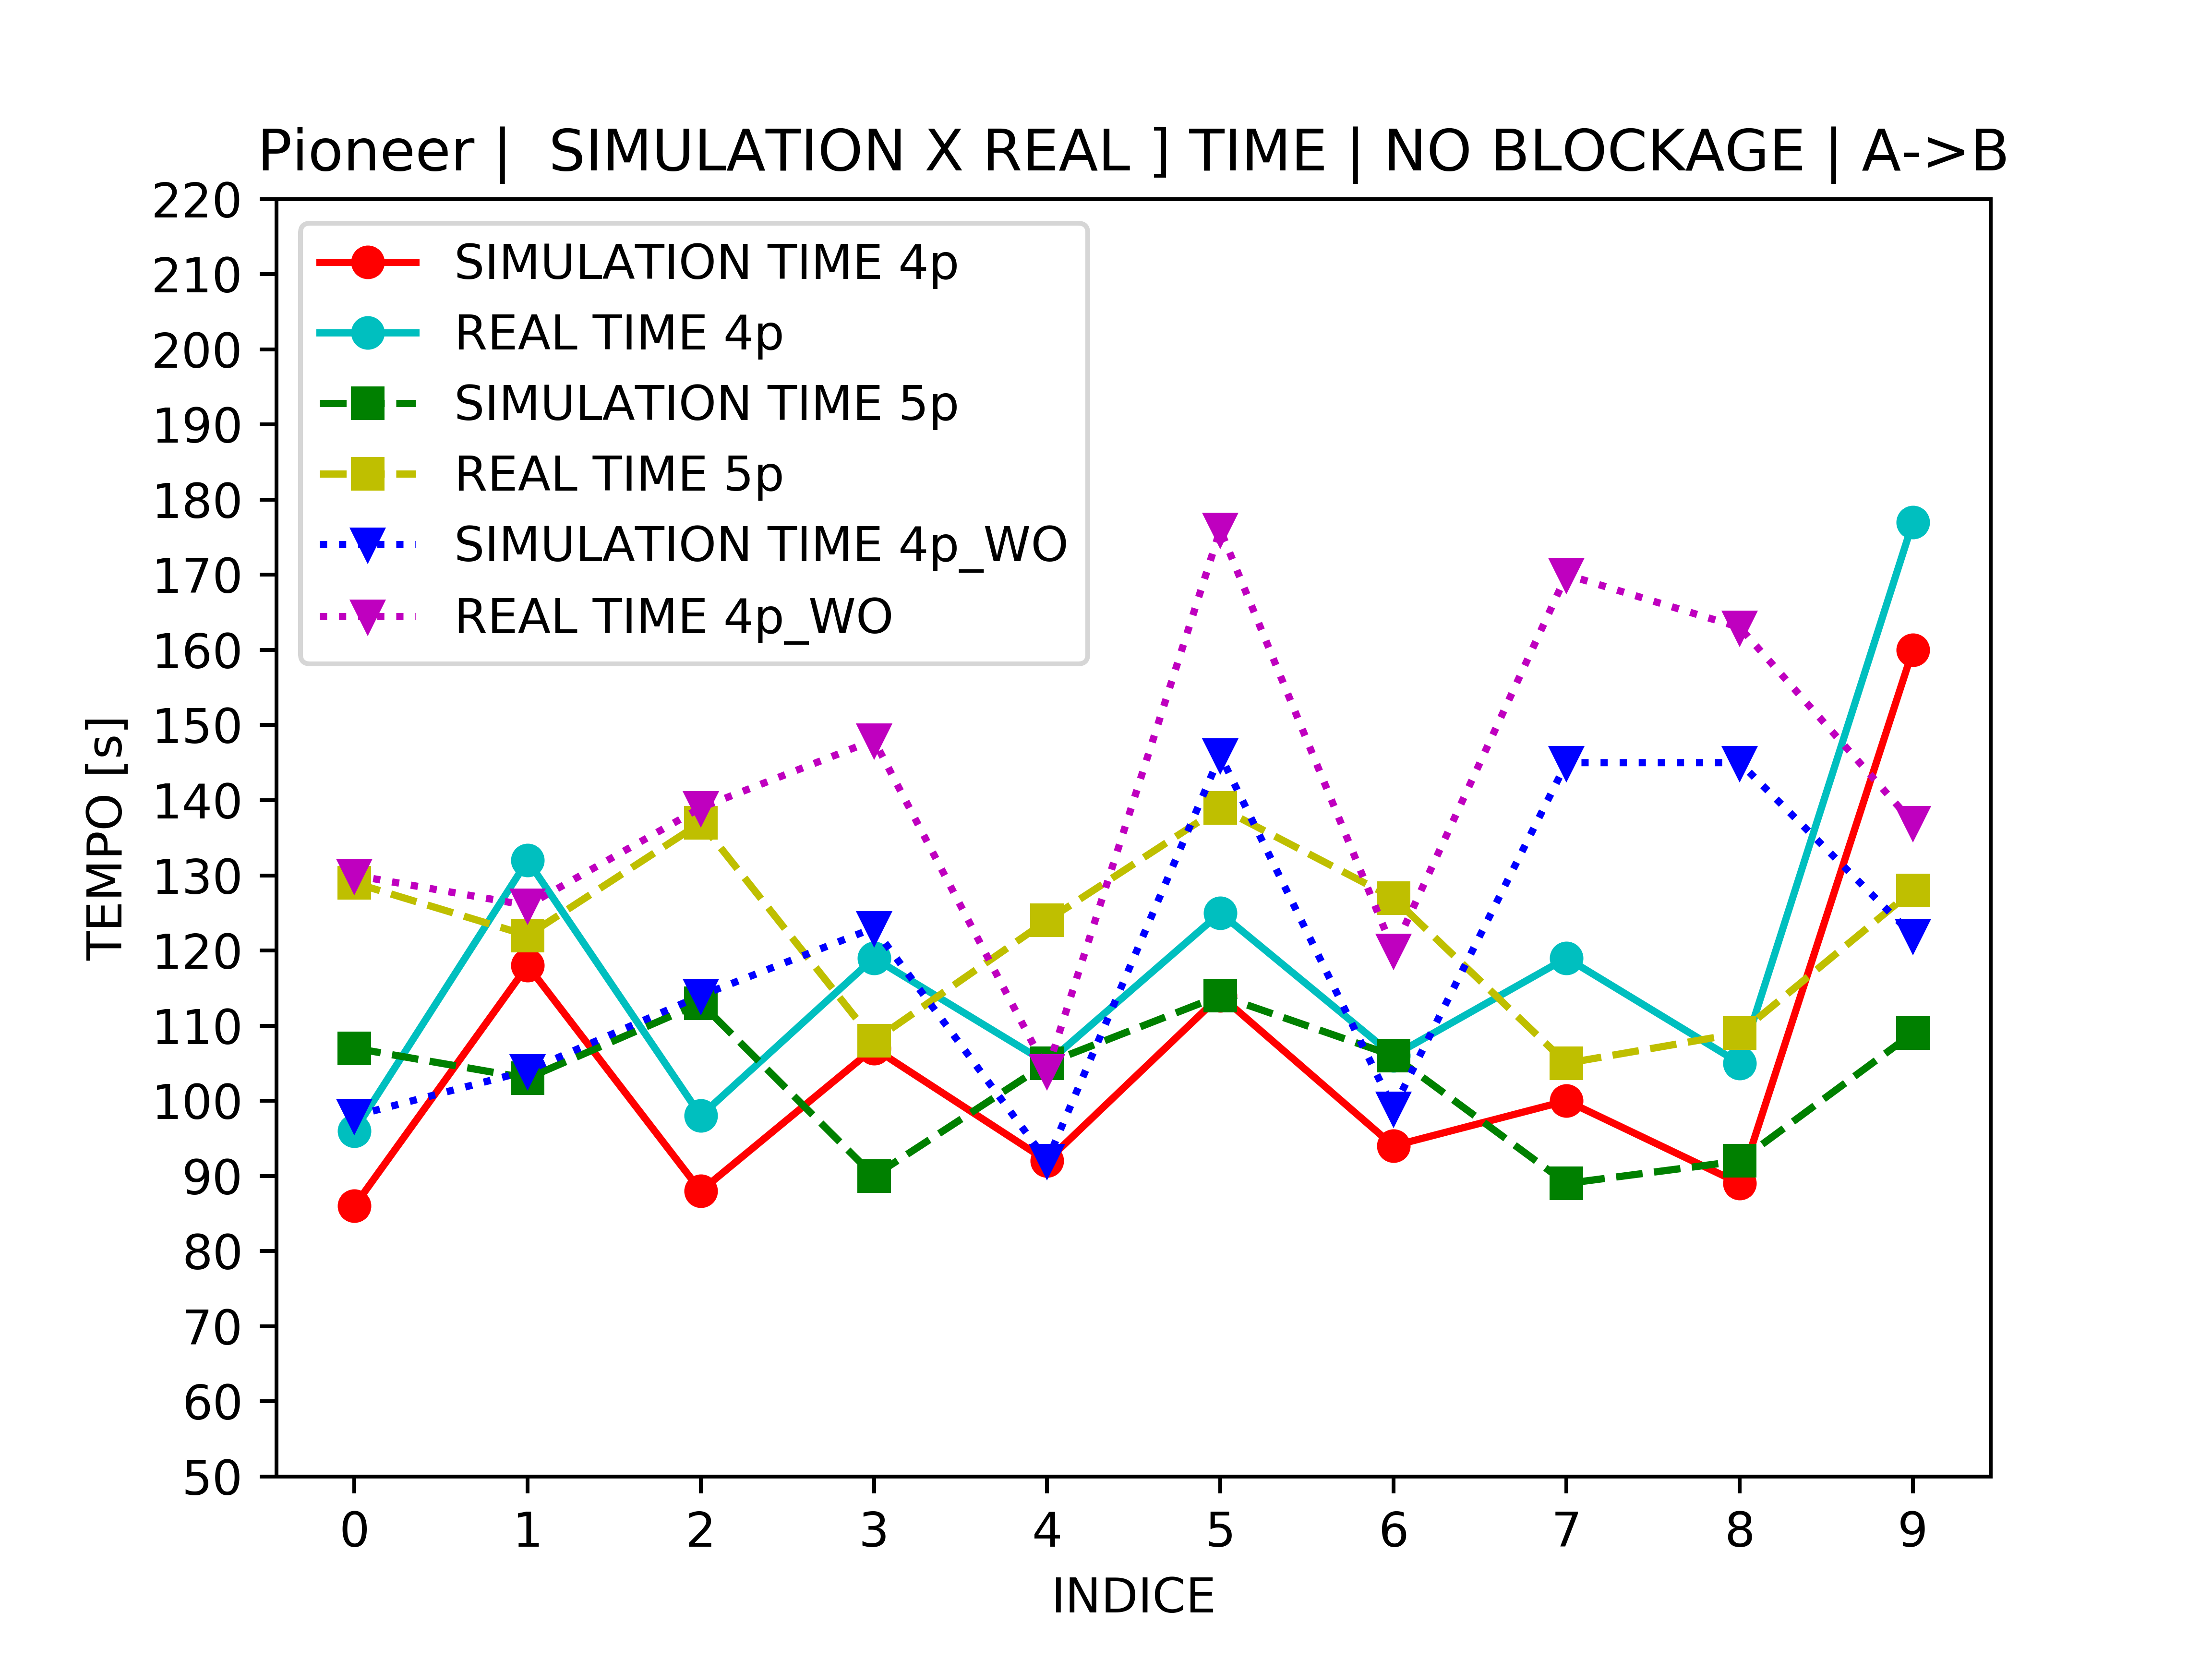 Pioneer |  SIMULATION X REAL ] TIME | NO BLOCKAGE | A->B
220
210
200
190
180
170
160
150
140
130
120
110
100
90
80
70
60
50
TEMPO [s]
SIMULATION TIME 4p
REAL TIME 4p
SIMULATION TIME 5p
REAL TIME 5p
SIMULATION TIME 4p_WO
REAL TIME 4p_WO
0 1 2 3 4 5 6 7 8 9
INDICE